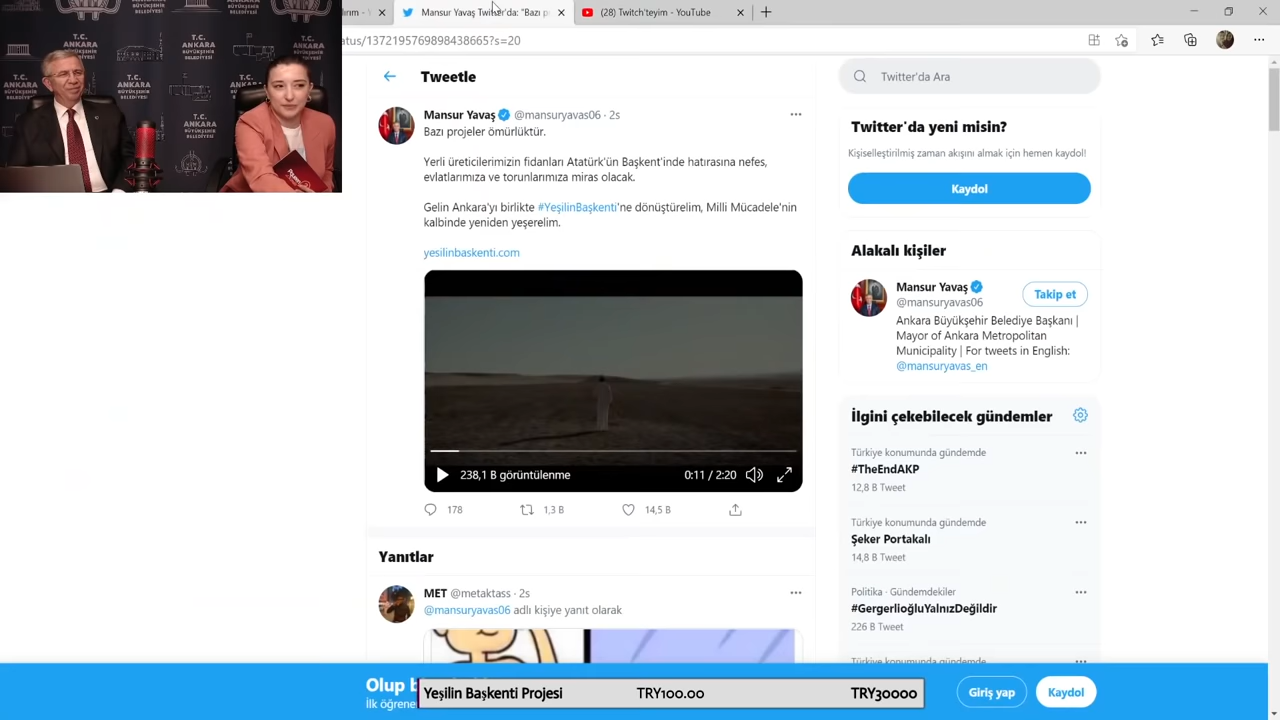 T.C.
ANKARA
BÜYÜKŞEHİR
BELEDİYESİ
Mansur Yavaş Twitter'da: "Bazı p
(28) Twitch'teyim - YouTube
atus/1372195769898438665?s=20
Tweetle
Mansur Yavaş @mansuryavas06 · 2s
Bazı projeler ömürlüktür.
Yerli üreticilerimizin fidanları Atatürk'ün Başkent'inde hatırasına nefes,
evlatlarımıza ve torunlarımıza miras olacak.
Gelin Ankara'yı birlikte #YeşilinBaşkenti'ne dönüştürelim, Milli Mücadele'nin
kalbinde yeniden yeşerelim.
yesilinbaskenti.com
238,1 B görüntülenme
0:11 / 2:20
178
1,3 B
14,5 B
Yanıtlar
MET @metaktass · 2s
@mansuryavas06 adlı kişiye yanıt olarak
Twitter'da Ara
Twitter'da yeni misin?
Kişiselleştirilmiş zaman akışını almak için hemen kaydol!
Kaydol
Alakalı kişiler
Mansur Yavaş
@mansuryavas06
Takip et
Ankara Büyükşehir Belediye Başkanı |
Mayor of Ankara Metropolitan
Municipality | For tweets in English:
@mansuryavas_en
İlgini çekebilecek gündemler
Türkiye konumunda gündemde
#TheEndAKP
12,8 B Tweet
Türkiye konumunda gündemde
Şeker Portakalı
14,8 B Tweet
Politika · Gündemdekiler
#GergerlioğluYalnızDeğildir
226 B Tweet
Türkiye konumunda gündemde
Olup b
İlk öğrene
Yeşilin Başkenti Projesi TRY100.00 TRY30000
Giriş yap
Kaydol